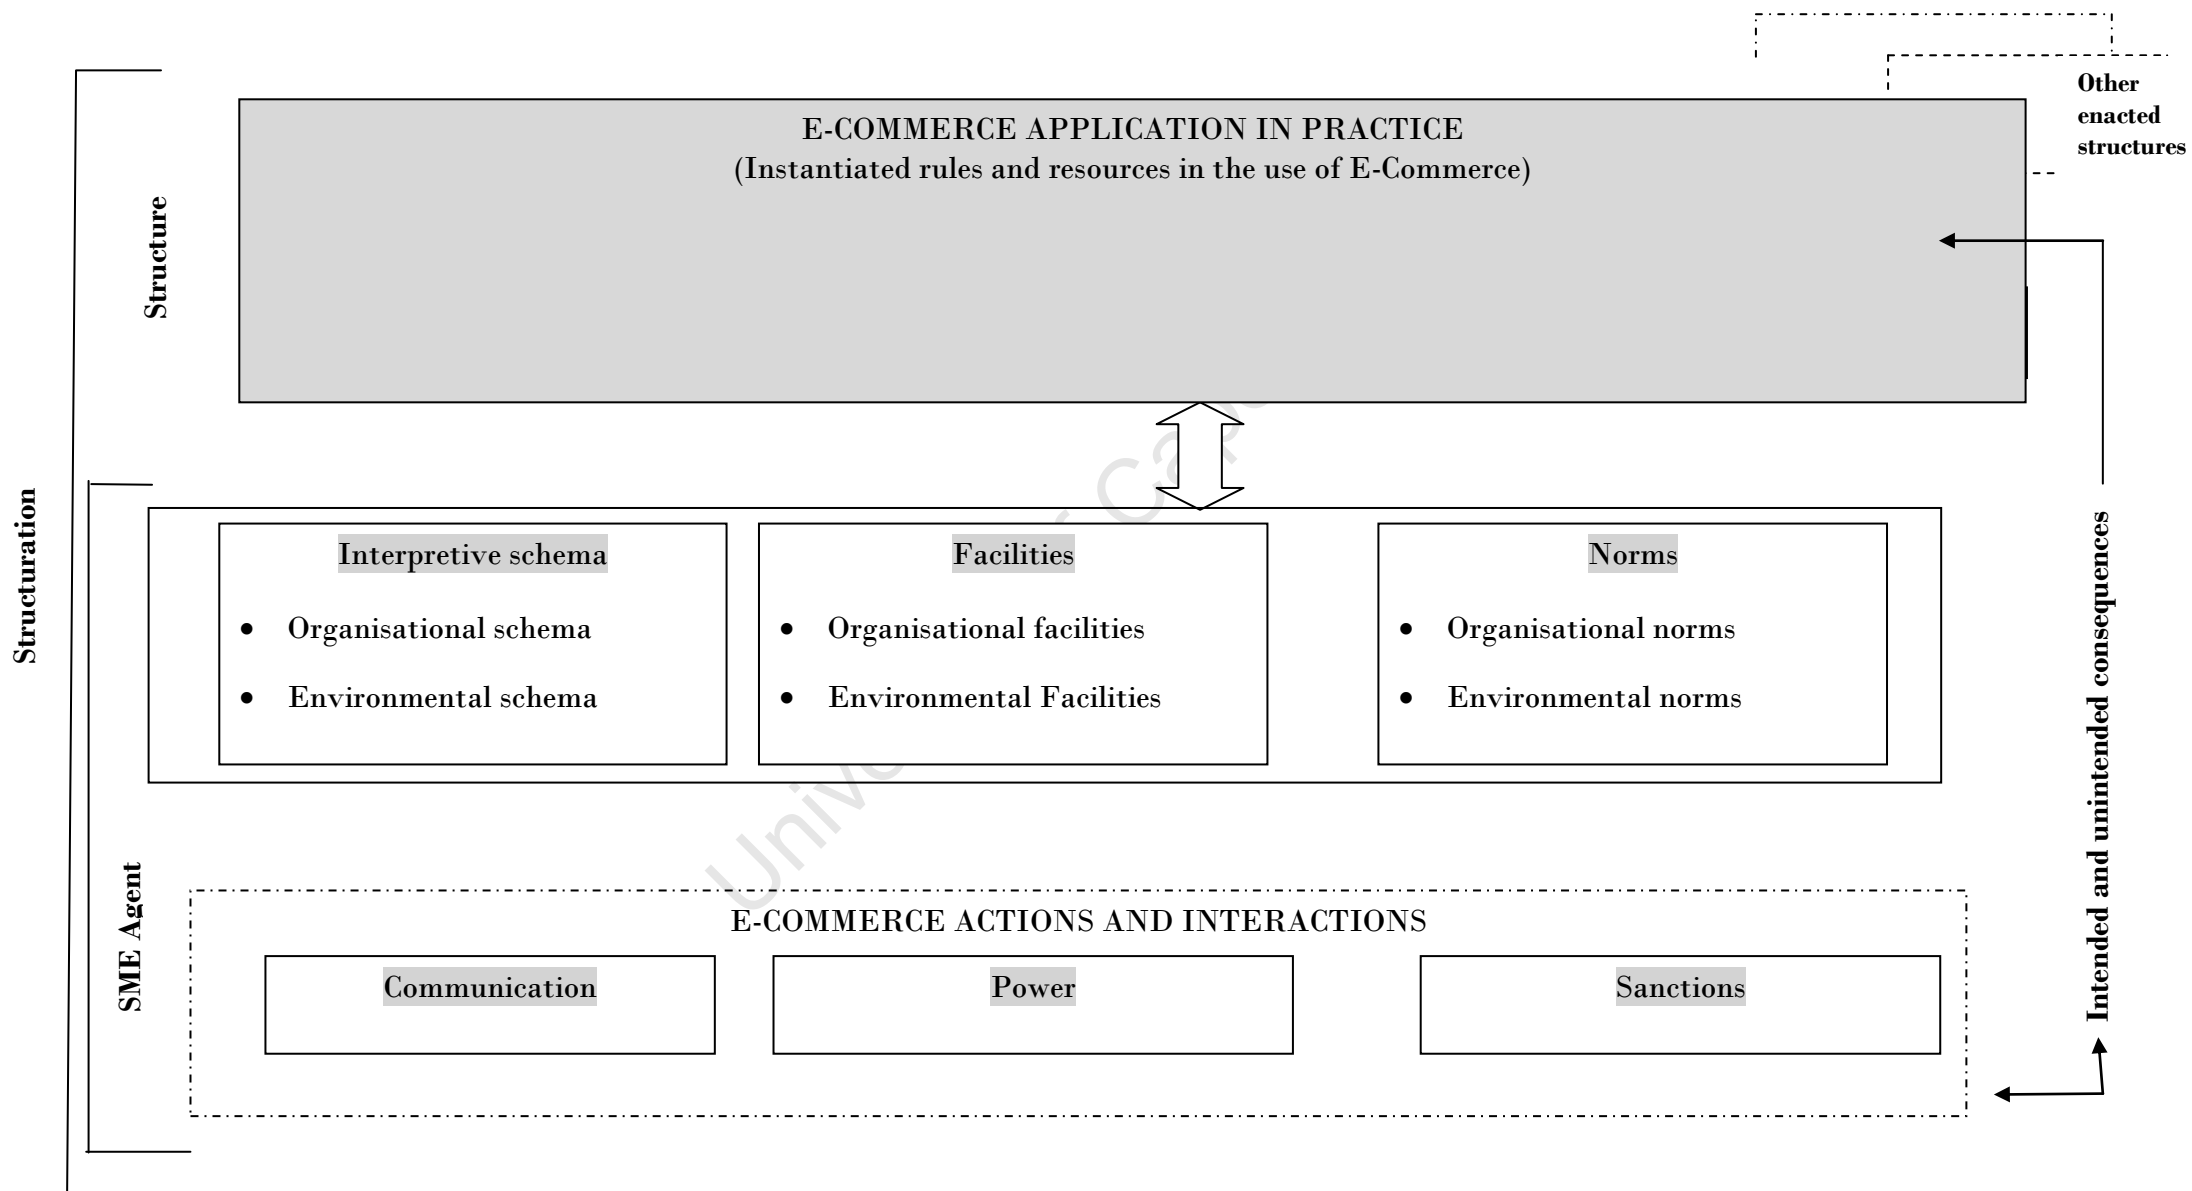 Other
enacted
structures
E-COMMERCE APPLICATION IN PRACTICE
(Instantiated rules and resources in the use of E-Commerce)
Structure
Structuration
Interpretive schema
• Organisational schema
• Environmental schema
Facilities
• Organisational facilities
• Environmental Facilities
Norms
• Organisational norms
• Environmental norms
Intended and unintended consequences
SME Agent
E-COMMERCE ACTIONS AND INTERACTIONS
Communication
Power
Sanctions